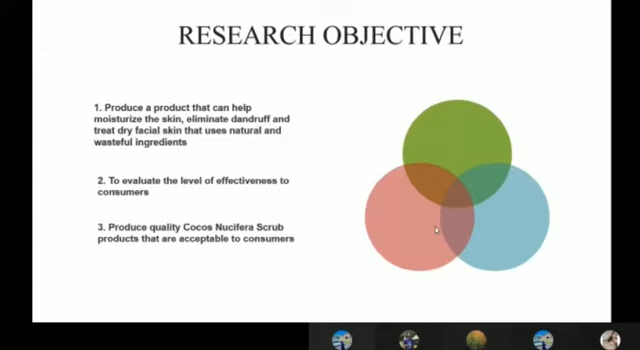 RESEARCH OBJECTIVE
1. Produce a product that can help
moisturize the skin, eliminate dandruff and
treat dry facial skin that uses natural and
wasteful ingredients
2. To evaluate the level of effectiveness to
consumers
3. Produce quality Cocos Nucifera Scrub
products that are acceptable to consumers